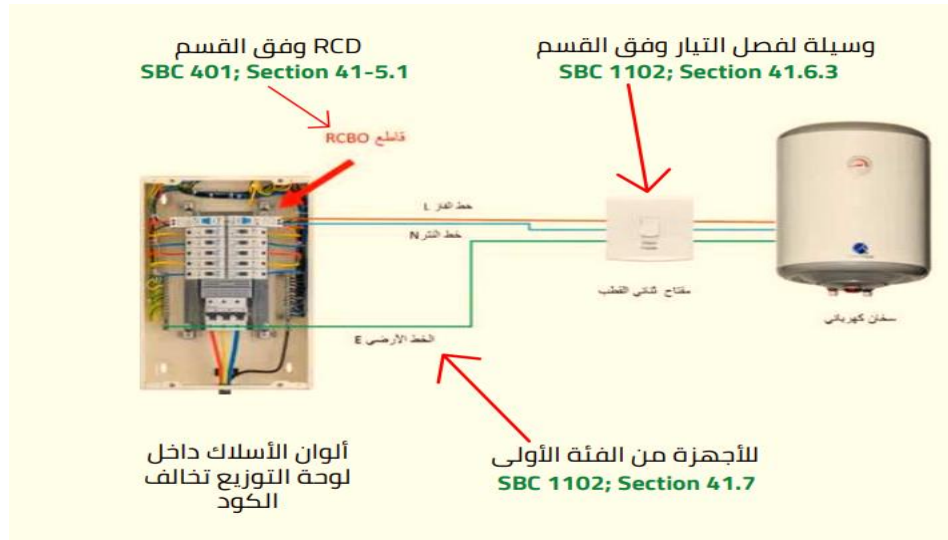 RCD وفق القسم
SBC 401; Section 41-5.1
وسيلة لفصل التيار وفق القسم
SBC 1102; Section 41.6.3
قاطع RCBO
خط الفاز L
خط النتر N
مفتاح ثنائي القطب
سخان كهربائي
الخط الأرضي E
ألوان الأسلاك داخل
لوحة التوزيع تخالف
الكود
للأجهزة من الفئة الأولى
SBC 1102; Section 41.7